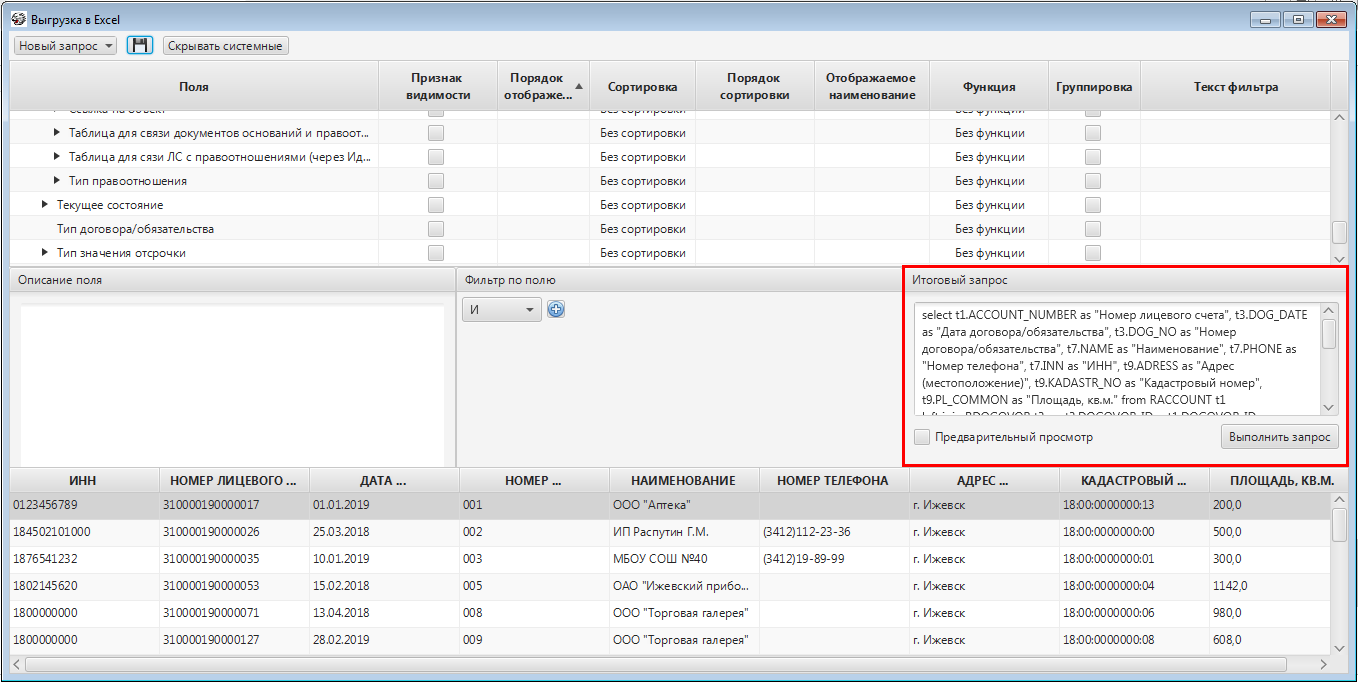 Выгрузка в Excel
Новый запрос
Скрывать системные
Поля
Признак видимости
Порядок отображе...
Сортировка
Порядок сортировки
Отображаемое наименование
Функция
Группировка
Текст фильтра
Ссылка на объект Без сортировки Без функции
Таблица для связи документов оснований и правоот... Без сортировки Без функции
Таблица для сязи ЛС с правоотношениями (через Ид... Без сортировки Без функции
Тип правоотношения Без сортировки Без функции
Текущее состояние Без сортировки Без функции
Тип договора/обязательства Без сортировки Без функции
Тип значения отсрочки Без сортировки Без функции
Описание поля
Фильтр по полю
И
Итоговый запрос
select t1.ACCOUNT_NUMBER as "Номер лицевого счета", t3.DOG_DATE
as "Дата договора/обязательства", t3.DOG_NO as "Номер
договора/обязательства", t7.NAME as "Наименование", t7.PHONE as
"Номер телефона", t7.INN as "ИНН", t9.ADRESS as "Адрес
(местоположение)", t9.KADASTR_NO as "Кадастровый номер",
t9.PL_COMMON as "Площадь, кв.м." from RACCOUNT t1
Предварительный просмотр
Выполнить запрос
ИНН НОМЕР ЛИЦЕВОГО ... ДАТА ... НОМЕР ... НАИМЕНОВАНИЕ НОМЕР ТЕЛЕФОНА АДРЕС ... КАДАСТРОВЫЙ ... ПЛОЩАДЬ, КВ.М.
0123456789 310000190000017 01.01.2019 001 ООО "Аптека" г. Ижевск 18:00:0000000:13 200,0
184502101000 310000190000026 25.03.2018 002 ИП Распутин Г.М. (3412)112-23-36 г. Ижевск 18:00:0000000:00 500,0
1876541232 310000190000035 10.01.2019 003 МБОУ СОШ №40 (3412)19-89-99 г. Ижевск 18:00:0000000:01 300,0
1802145620 310000190000053 15.02.2018 005 ОАО "Ижевский прибо... г. Ижевск 18:00:0000000:04 1142,0
1800000000 310000190000071 13.04.2018 008 ООО "Торговая галерея" г. Ижевск 18:00:0000000:06 980,0
1800000000 310000190000127 28.02.2019 009 ООО "Торговая галерея" г. Ижевск 18:00:0000000:08 608,0